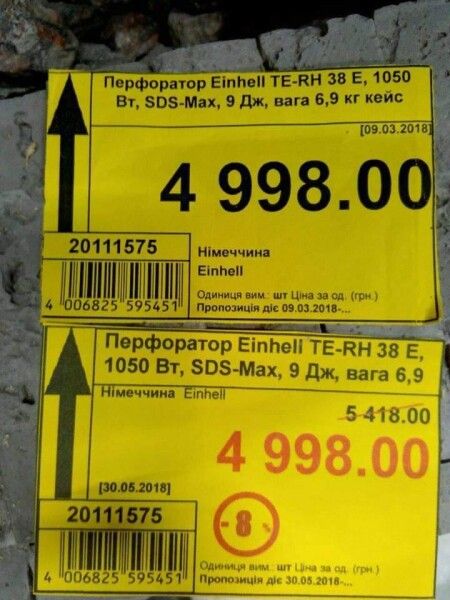 Перфоратор Einhell TE-RH 38 E, 1050
Вт, SDS-Max, 9 Дж, вага 6,9 кг кейс
[09.03.2018]
4 998.00
20111575
Німеччина
Einhell
4 006825 595451
Одиниця вим.: шт Ціна за од. (грн.)
Пропозиція діє 09.03.2018-...
Перфоратор Einhell TE-RH 38 E,
1050 Вт, SDS-Max, 9 Дж, вага 6,9
Німеччина Einhell
5 418.00
4 998.00
[30.05.2018]
20111575
- 8 %
4 006825 595451
Одиниця вим.: шт Ціна за од. (грн.)
Пропозиція діє 30.05.2018-...